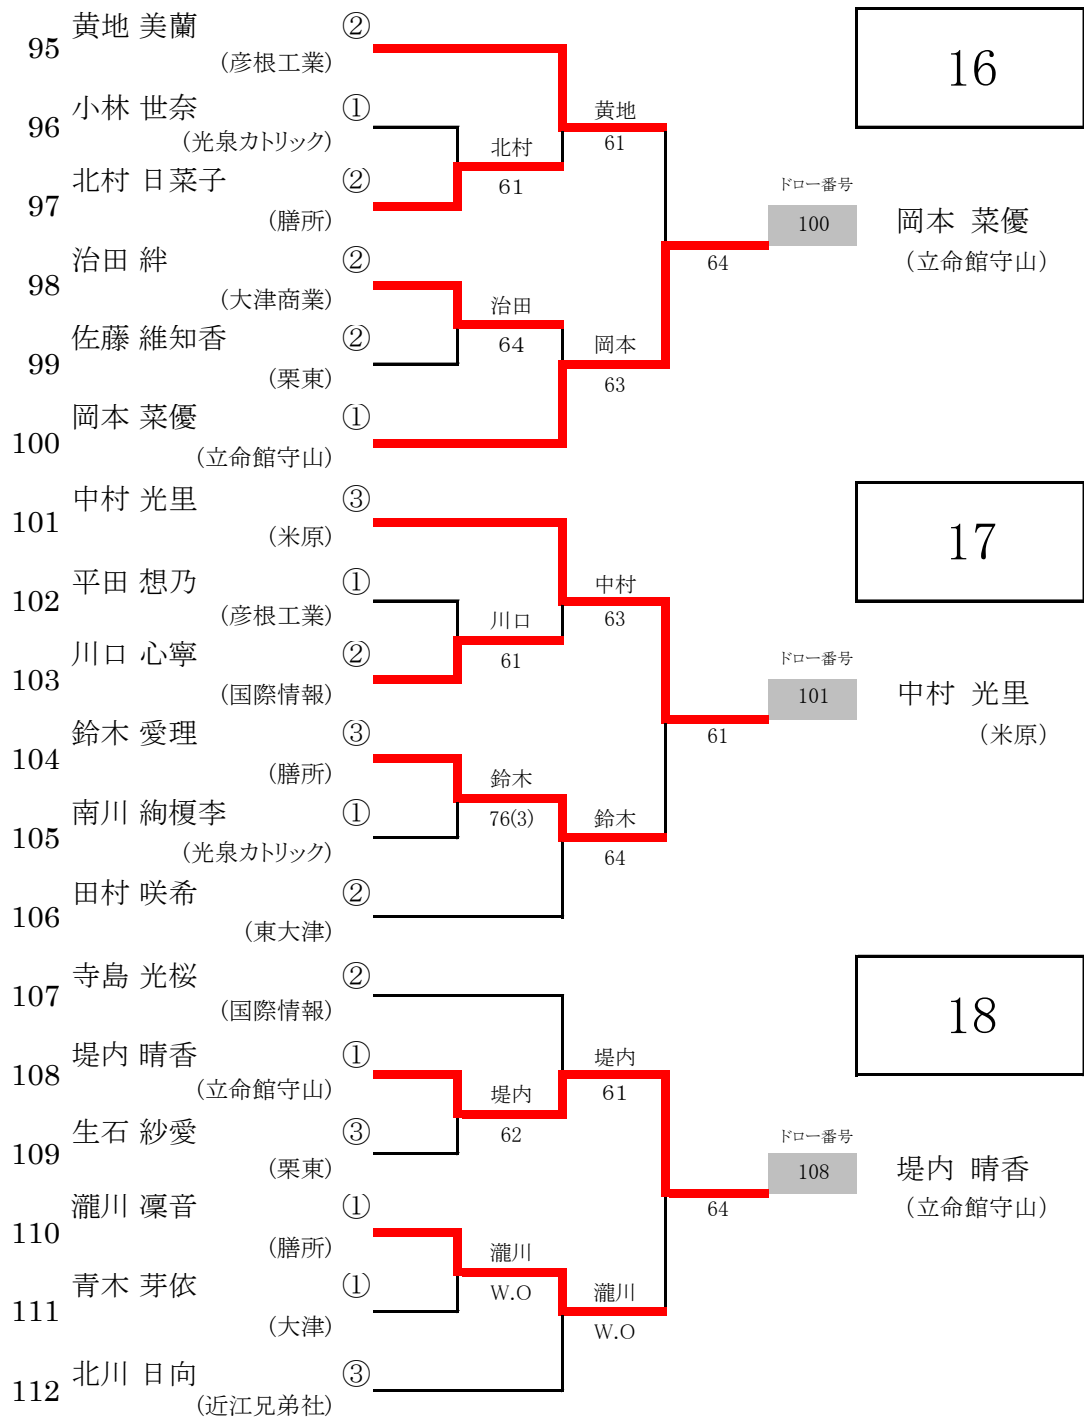 95 黄地 美蘭 ②
(彦根工業)
96 小林 世奈 ①
(光泉カトリック)
97 北村 日菜子 ②
(膳所)
98 治田 絆 ②
(大津商業)
99 佐藤 維知香 ②
(栗東)
100 岡本 菜優 ①
(立命館守山)
北村
61
治田
64
黄地
61
岡本
63
64
16
ドロー番号
100
岡本 菜優
(立命館守山)
101 中村 光里 ③
(米原)
102 平田 想乃 ①
(彦根工業)
103 川口 心寧 ②
(国際情報)
104 鈴木 愛理 ③
(膳所)
105 南川 絢榎李 ①
(光泉カトリック)
106 田村 咲希 ②
(東大津)
川口
61
鈴木
76(3)
中村
63
鈴木
64
61
17
ドロー番号
101
中村 光里
(米原)
107 寺島 光桜 ②
(国際情報)
108 堤内 晴香 ①
(立命館守山)
109 生石 紗愛 ③
(栗東)
110 瀧川 凜音 ①
(膳所)
111 青木 芽依 ①
(大津)
112 北川 日向 ③
(近江兄弟社)
堤内
62
瀧川
W.O
堤内
61
瀧川
W.O
64
18
ドロー番号
108
堤内 晴香
(立命館守山)